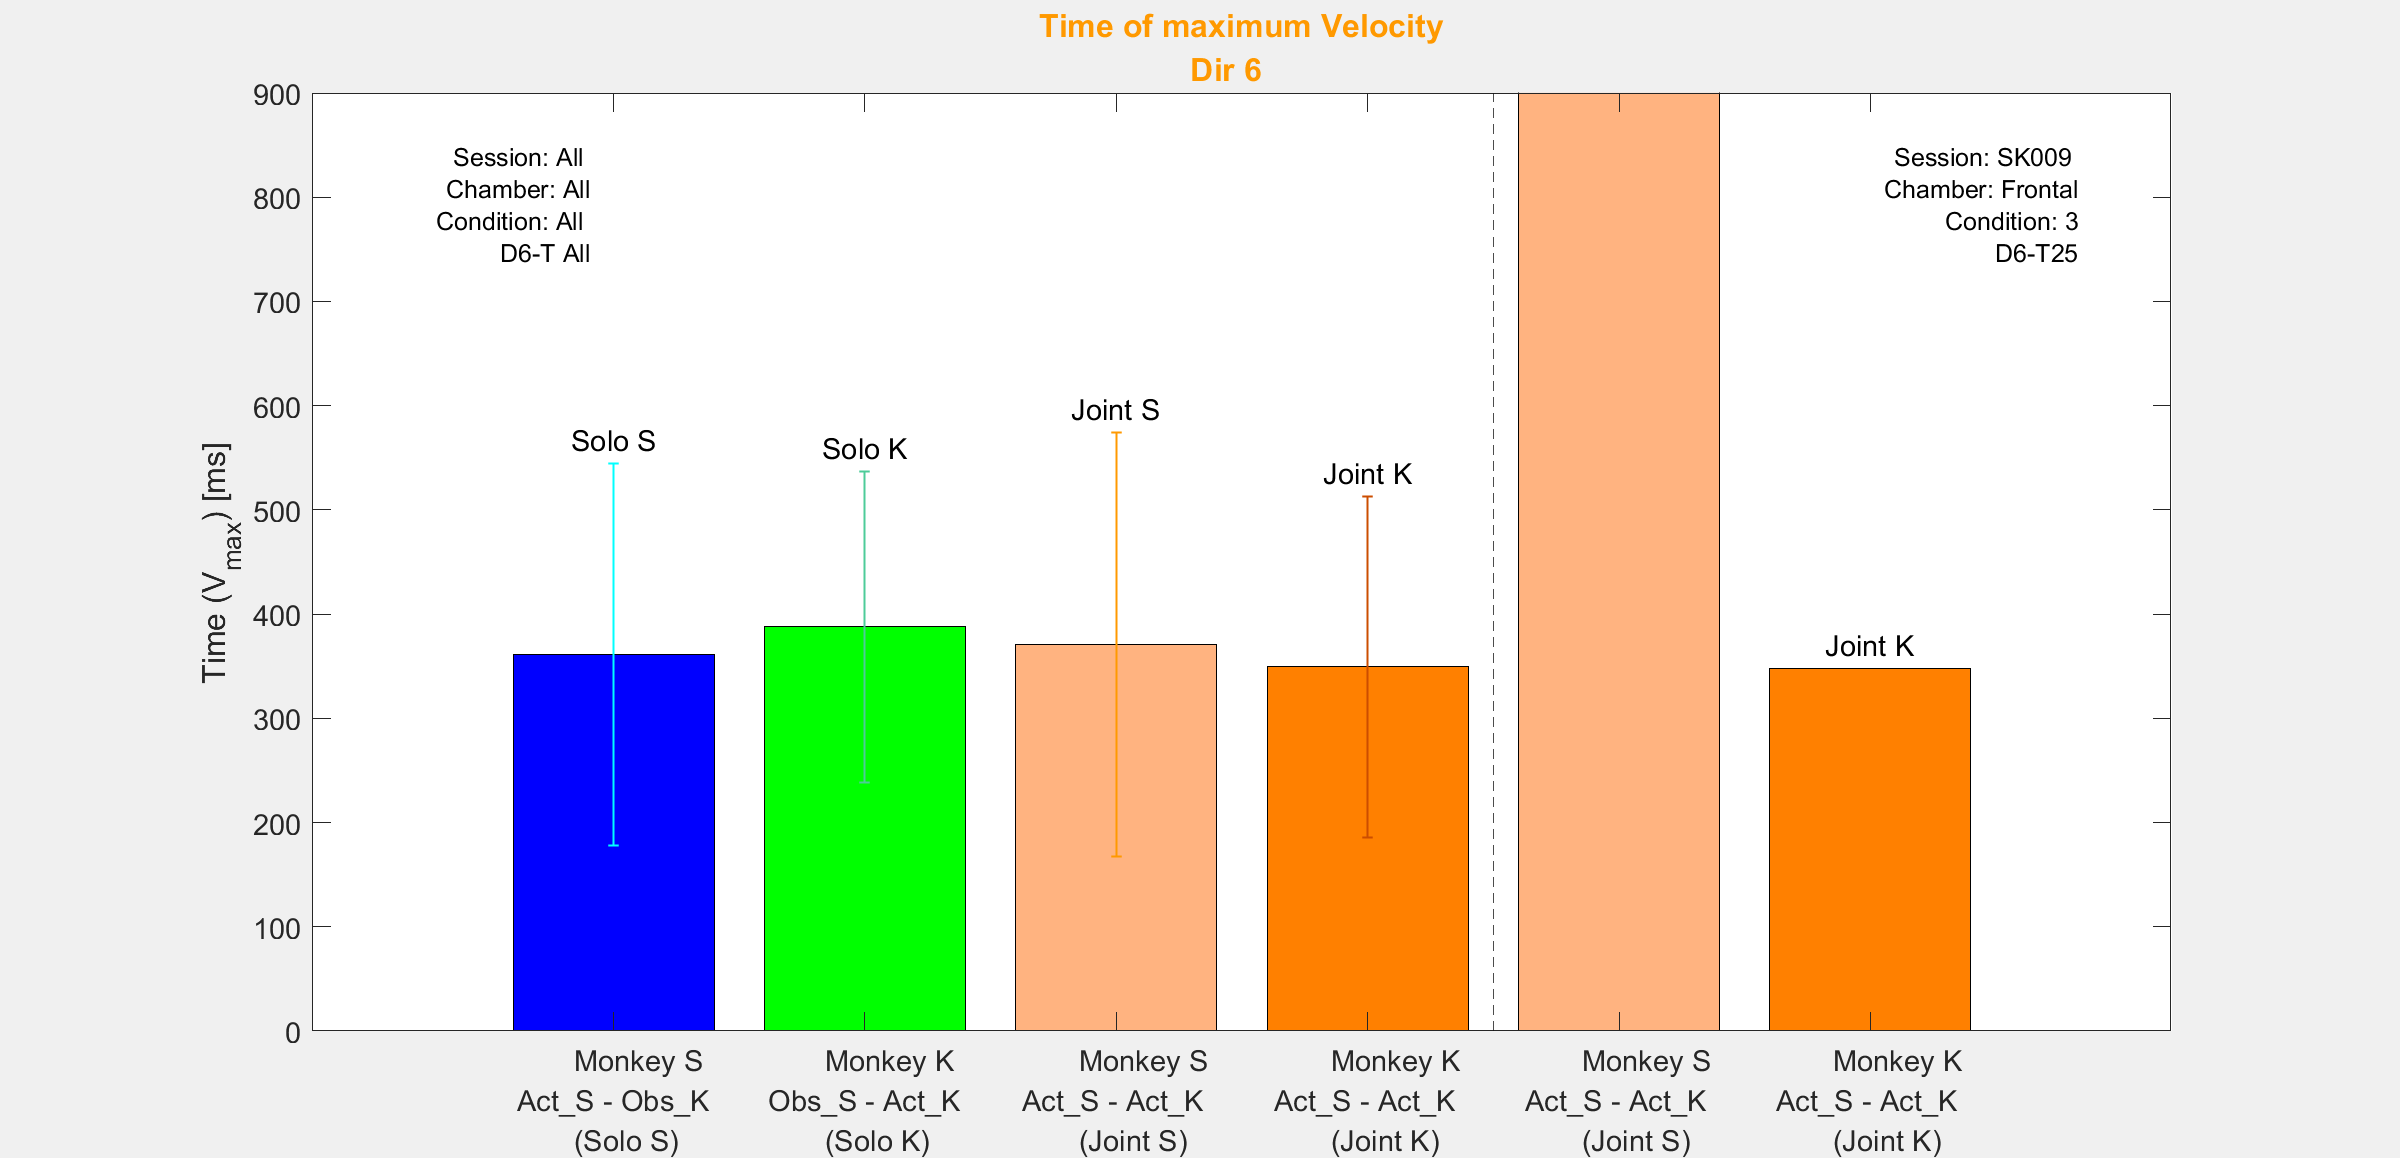 Time of maximum Velocity
Dir 6
Session: All
Chamber: All
Condition: All
D6-T All
Session: SK009
Chamber: Frontal
Condition: 3
D6-T25
Time (Vmax) [ms]
900
800
700
600
500
400
300
200
100
0
Solo S
Solo K
Joint S
Joint K
Joint K
Monkey S
Act_S - Obs_K
(Solo S)
Monkey K
Obs_S - Act_K
(Solo K)
Monkey S
Act_S - Act_K
(Joint S)
Monkey K
Act_S - Act_K
(Joint K)
Monkey S
Act_S - Act_K
(Joint S)
Monkey K
Act_S - Act_K
(Joint K)